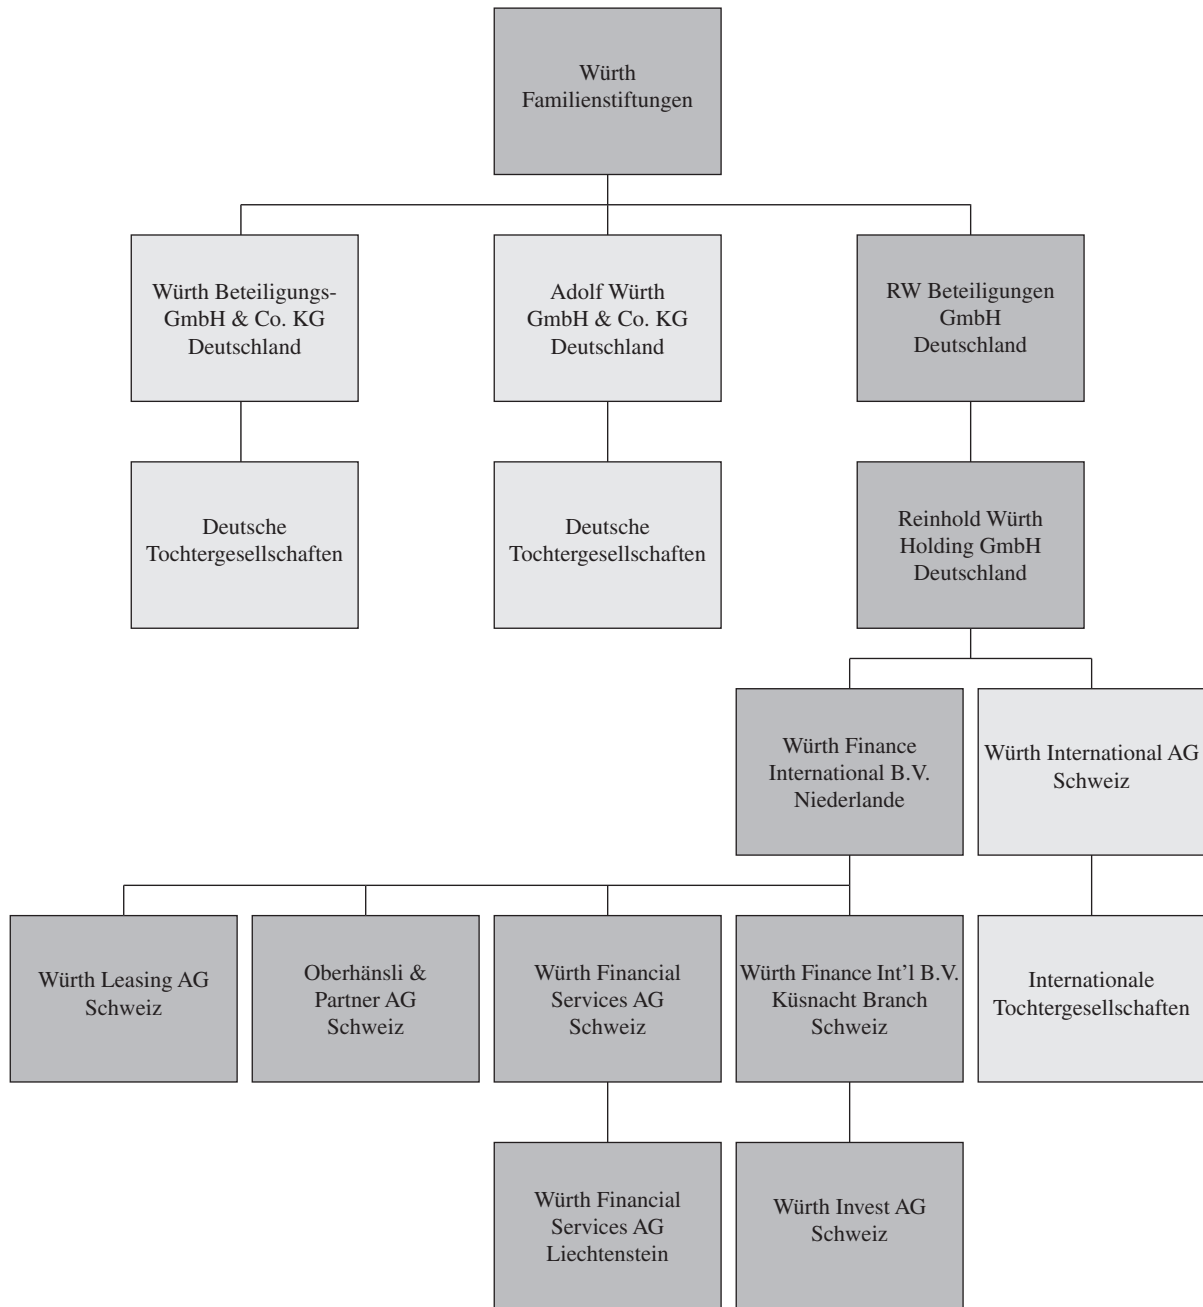 Würth
Familienstiftungen
Würth Beteiligungs-
GmbH & Co. KG
Deutschland
Adolf Würth
GmbH & Co. KG
Deutschland
RW Beteiligungen
GmbH
Deutschland
Deutsche
Tochtergesellschaften
Deutsche
Tochtergesellschaften
Reinhold Würth
Holding GmbH
Deutschland
Würth Finance
International B.V.
Niederlande
Würth International AG
Schweiz
Würth Leasing AG
Schweiz
Oberhänsli &
Partner AG
Schweiz
Würth Financial
Services AG
Schweiz
Würth Finance Int’l B.V.
Küsnacht Branch
Schweiz
Internationale
Tochtergesellschaften
Würth Financial
Services AG
Liechtenstein
Würth Invest AG
Schweiz